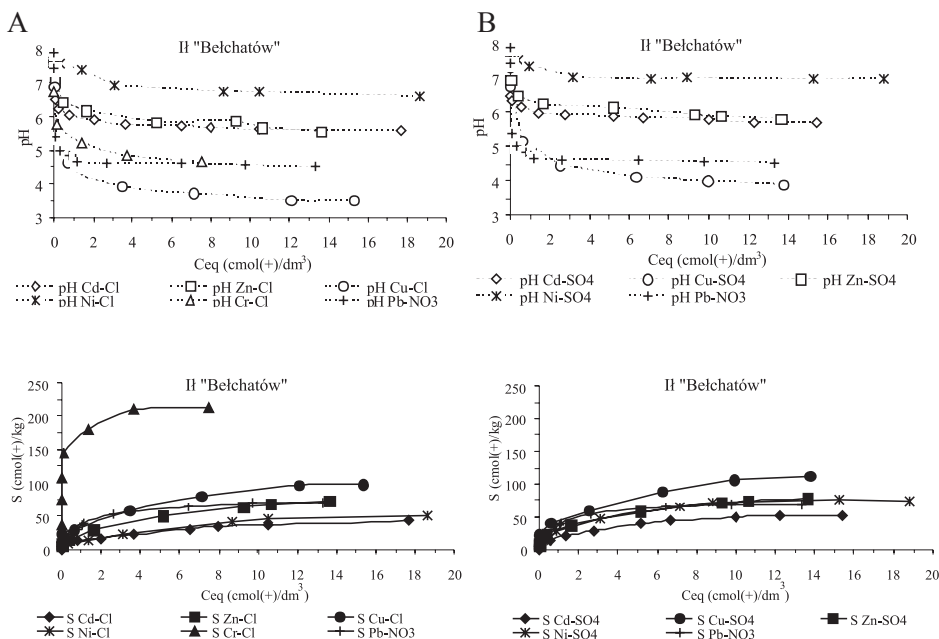 A
Ił "Bełchatów"
8
7
6
5
4
3
pH
0 2 4 6 8 10 12 14 16 18 20
Ceq (cmol(+)/dm³)
pH Cd-Cl pH Zn-Cl pH Cu-Cl
pH Ni-Cl pH Cr-Cl pH Pb-NO3
B
Ił "Bełchatów"
8
7
6
5
4
3
pH
0 2 4 6 8 10 12 14 16 18 20
Ceq (cmol(+)/dm³)
pH Cd-SO4 pH Cu-SO4 pH Zn-SO4
pH Ni-SO4 pH Pb-NO3
Ił "Bełchatów"
250
200
150
100
50
0
S (cmol(+)/kg)
0 2 4 6 8 10 12 14 16 18 20
Ceq (cmol(+)/dm³)
S Cd-Cl S Zn-Cl S Cu-Cl
S Ni-Cl S Cr-Cl S Pb-NO3
Ił "Bełchatów"
250
200
150
100
50
0
S (cmol(+)/kg)
0 2 4 6 8 10 12 14 16 18 20
Ceq (cmol(+)/dm³)
S Cd-SO4 S Cu-SO4 S Zn-SO4
S Ni-SO4 S Pb-NO3